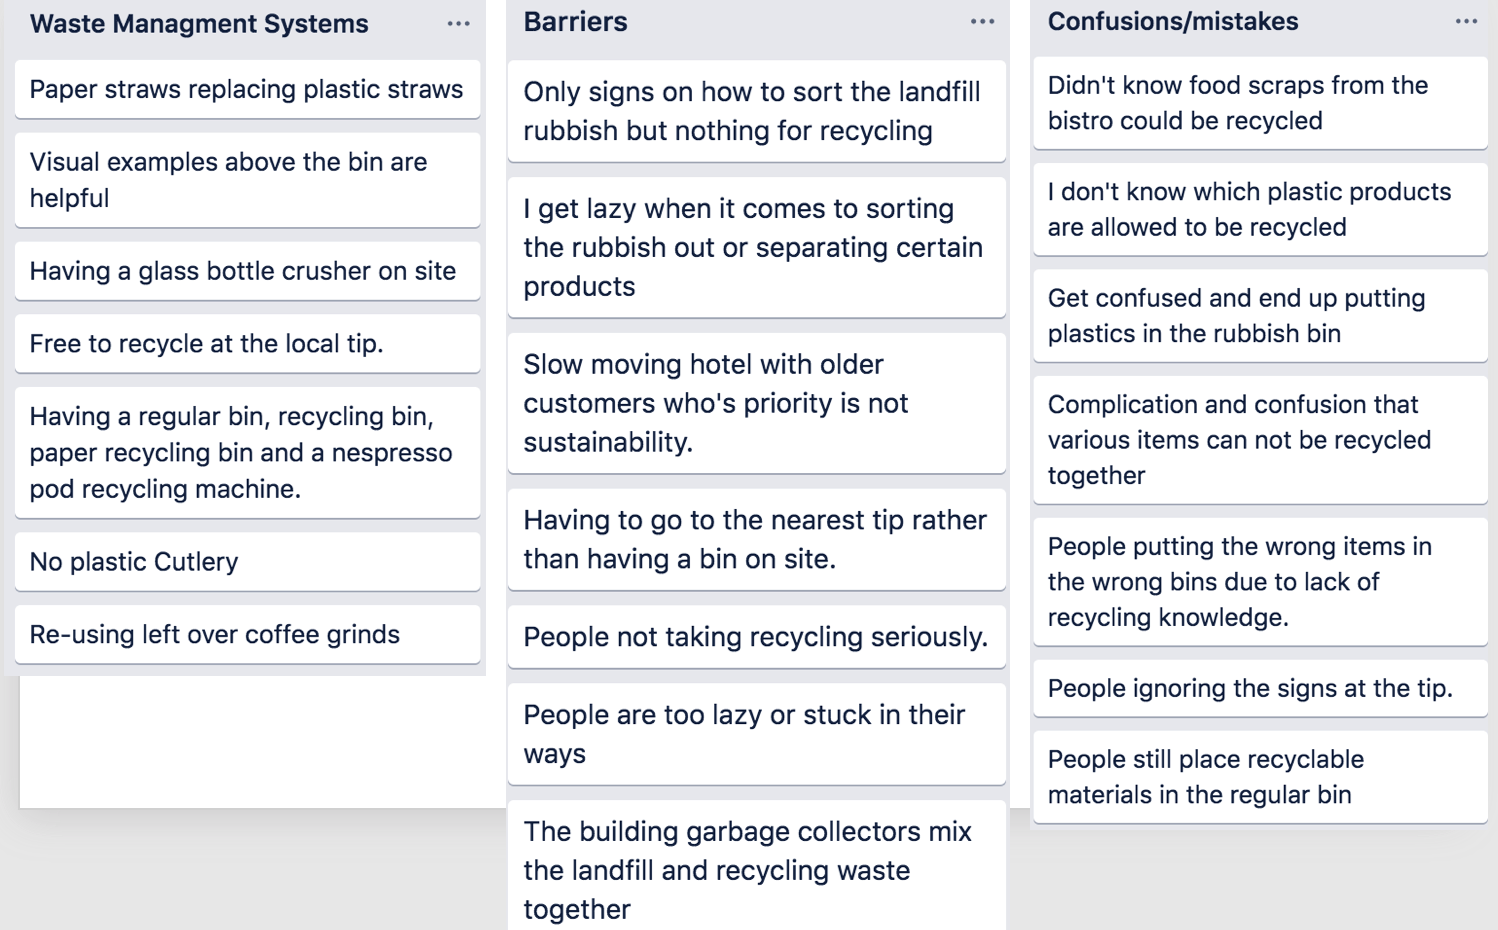 Waste Managment Systems
Paper straws replacing plastic straws
Visual examples above the bin are
helpful
Having a glass bottle crusher on site
Free to recycle at the local tip.
Having a regular bin, recycling bin,
paper recycling bin and a nespresso
pod recycling machine.
No plastic Cutlery
Re-using left over coffee grinds
Barriers
Only signs on how to sort the landfill
rubbish but nothing for recycling
I get lazy when it comes to sorting
the rubbish out or separating certain
products
Slow moving hotel with older
customers who's priority is not
sustainability.
Having to go to the nearest tip rather
than having a bin on site.
People not taking recycling seriously.
People are too lazy or stuck in their
ways
The building garbage collectors mix
the landfill and recycling waste
together
Confusions/mistakes
Didn't know food scraps from the
bistro could be recycled
I don't know which plastic products
are allowed to be recycled
Get confused and end up putting
plastics in the rubbish bin
Complication and confusion that
various items can not be recycled
together
People putting the wrong items in
the wrong bins due to lack of
recycling knowledge.
People ignoring the signs at the tip.
People still place recyclable
materials in the regular bin